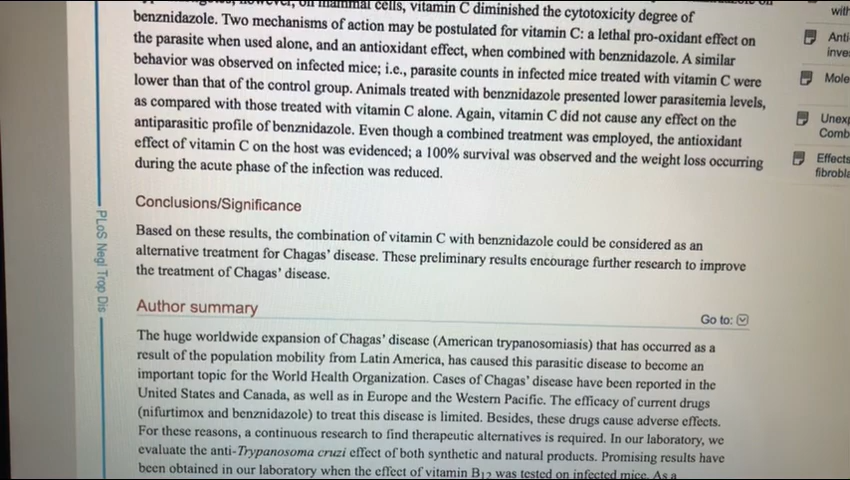 on mammal cells, vitamin C diminished the cytotoxicity degree of
benznidazole. Two mechanisms of action may be postulated for vitamin C: a lethal pro-oxidant effect on
the parasite when used alone, and an antioxidant effect, when combined with benznidazole. A similar
behavior was observed on infected mice; i.e., parasite counts in infected mice treated with vitamin C were
lower than that of the control group. Animals treated with benznidazole presented lower parasitemia levels,
as compared with those treated with vitamin C alone. Again, vitamin C did not cause any effect on the
antiparasitic profile of benznidazole. Even though a combined treatment was employed, the antioxidant
effect of vitamin C on the host was evidenced; a 100% survival was observed and the weight loss occurring
during the acute phase of the infection was reduced.
Conclusions/Significance
Based on these results, the combination of vitamin C with benznidazole could be considered as an
alternative treatment for Chagas’ disease. These preliminary results encourage further research to improve
the treatment of Chagas’ disease.
Author summary
Go to:
The huge worldwide expansion of Chagas’ disease (American trypanosomiasis) that has occurred as a
result of the population mobility from Latin America, has caused this parasitic disease to become an
important topic for the World Health Organization. Cases of Chagas’ disease have been reported in the
United States and Canada, as well as in Europe and the Western Pacific. The efficacy of current drugs
(nifurtimox and benznidazole) to treat this disease is limited. Besides, these drugs cause adverse effects.
For these reasons, a continuous research to find therapeutic alternatives is required. In our laboratory, we
evaluate the anti-Trypanosoma cruzi effect of both synthetic and natural products. Promising results have
been obtained in our laboratory when the effect of vitamin B12 was tested on infected mice. As a
PLoS Negl Trop Dis
with
Anti
inve
Mole
Unexp
Comb
Effects
fibrobla